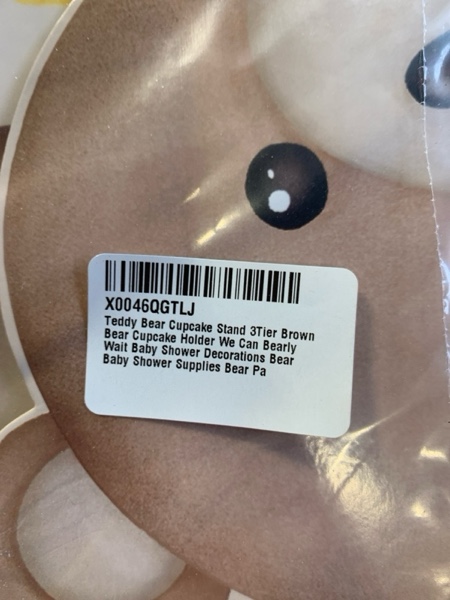 X0046QGTLJ
Teddy Bear Cupcake Stand 3Tier Brown
Bear Cupcake Holder We Can Bearly
Wait Baby Shower Decorations Bear
Baby Shower Supplies Bear Pa